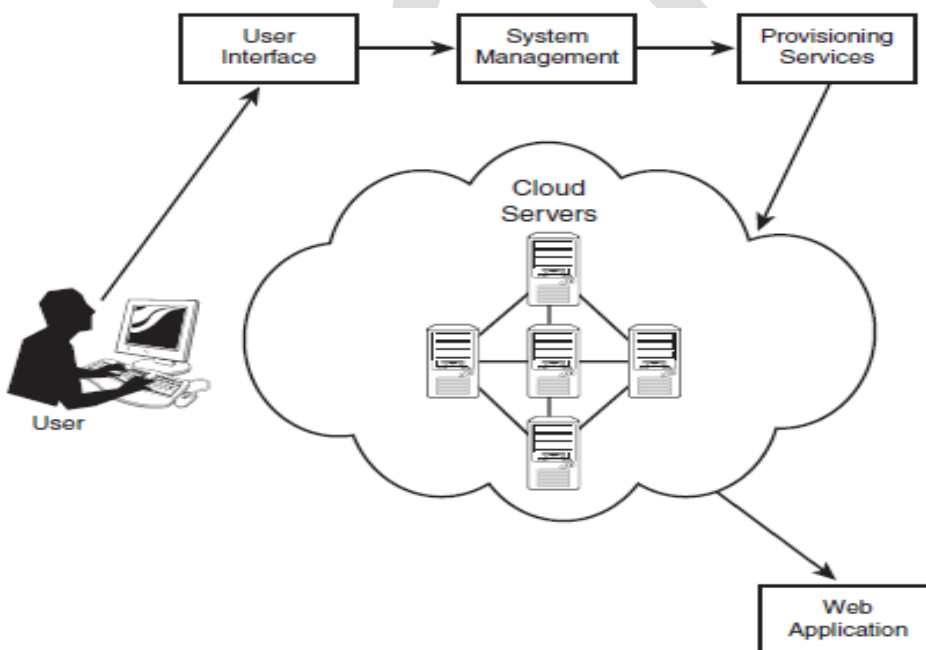 User
Interface
System
Management
Provisioning
Services
Cloud
Servers
User
Web
Application